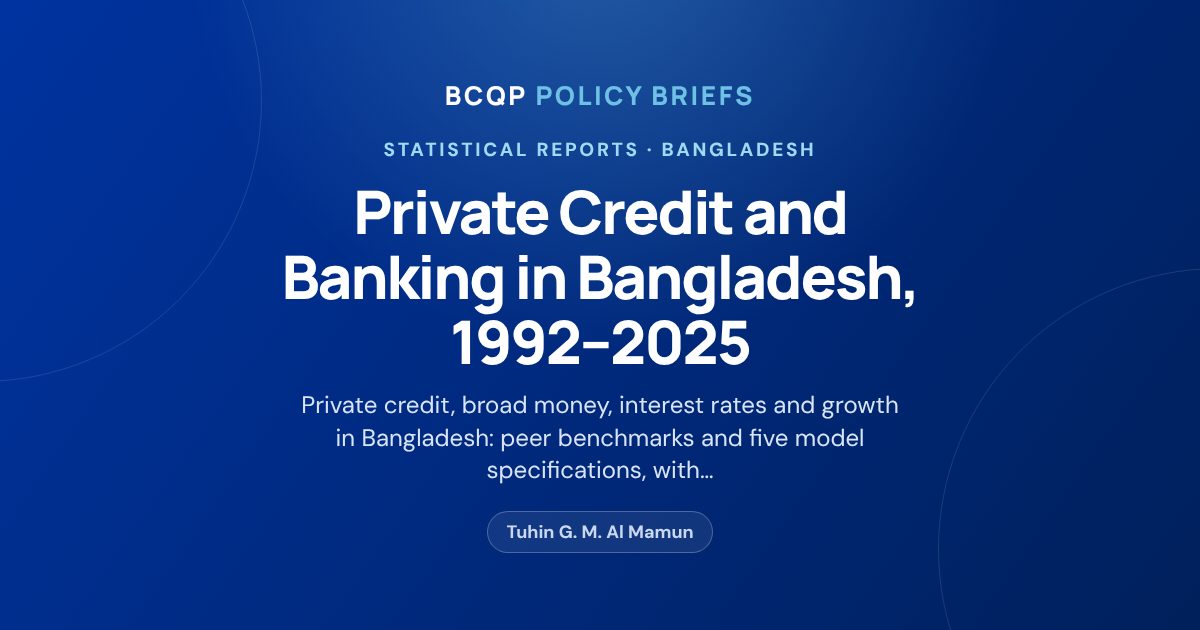 BCQP POLICY BRIEFS
STATISTICAL REPORTS · BANGLADESH
Private Credit and
Banking in Bangladesh,
1992–2025
Private credit, broad money, interest rates and growth
in Bangladesh: peer benchmarks and five model
specifications, with…
Tuhin G. M. Al Mamun